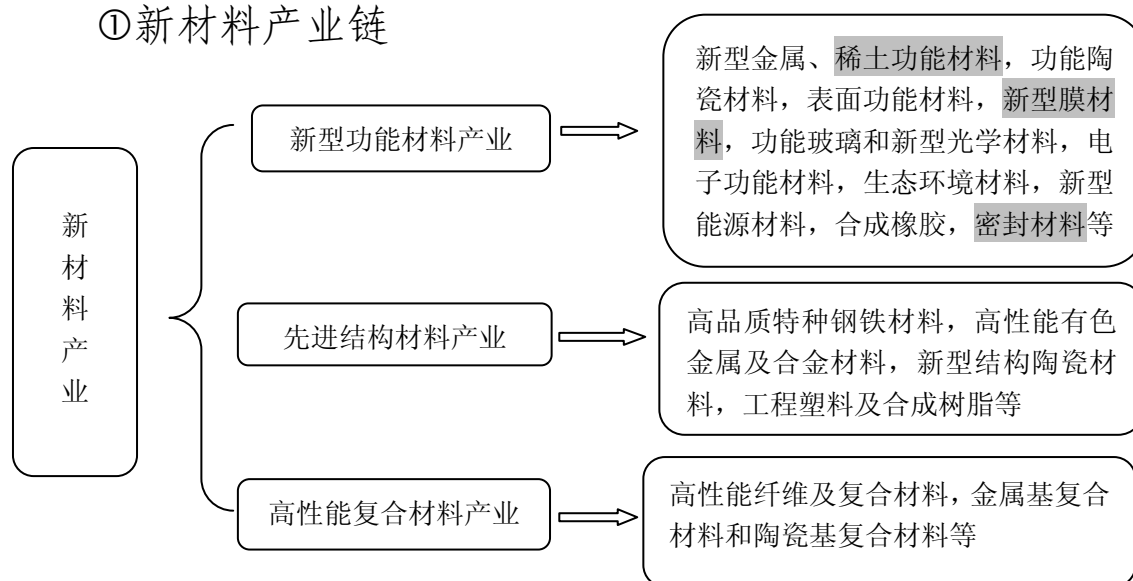 ①新材料产业链
新型金属、稀土功能材料，功能陶
瓷材料，表面功能材料，新型膜材
料，功能玻璃和新型光学材料，电
子功能材料，生态环境材料，新型
能源材料，合成橡胶，密封材料等
新型功能材料产业
新
材
料
产
业
先进结构材料产业
高品质特种钢铁材料，高性能有色
金属及合金材料，新型结构陶瓷材
料，工程塑料及合成树脂等
高性能复合材料产业
高性能纤维及复合材料，金属基复合
材料和陶瓷基复合材料等